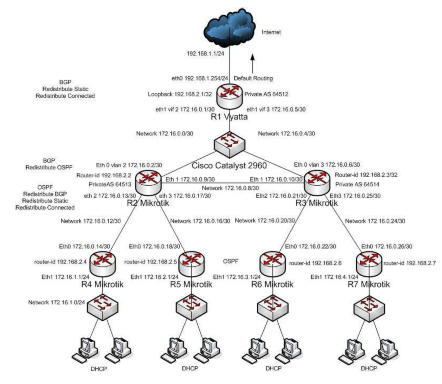 Internet
192.168.1.1/24
eth0 192.168.1.254/24 Default Routing
BGP
Redistribute Static
Redistribute Connected
Loopback 192.168.2.1/32 Private AS 64512
eth1 vif 2 172.16.0.1/30 eth1 vif 3 172.16.0.5/30
R1 Vyatta
Network 172.16.0.0/30 Network 172.16.0.4/30
BGP
Redistribute OSPF
Eth 0 vlan 2 172.16.0.2/30 Cisco Catalyst 2960 Eth 0 vlan 3 172.16.0.6/30
Router-id 192.168.2.2 Router-id 192.168.2.3/32
OSPF
Redistribute BGP
Redistribute Static
Redistribute Connected
Eth 1 172.16.0.9/30 Eth 1 172.16.0.10/30
PrivateAS 64513 Network 172.16.0.8/30 Private AS 64514
eth 2 172.16.0.13/30 eth 3 172.16.0.17/30 Eth2 172.16.0.21/30 Eth3 172.16.0.25/30
R2 Mikrotik R3 Mikrotik
Network 172.16.0.12/30 Network 172.16.0.16/30 Network 172.16.0.20/30 Network 172.16.0.24/30
Eth0 172.16.0.14/30 Eth0 172.16.0.18/30 Eth0 172.16.0.22/30 Eth0 172.16.0.26/30
router-id 192.168.2.4 router-id 192.168.2.5 OSPF router-id 192.168.2.6 router-id 192.168.2.7
Eth1 172.16.1.1/24 Eth1 172.16.2.1/24 Eth1 172.16.3.1/24 Eth1 172.16.4.1/24
R4 Mikrotik R5 Mikrotik R6 Mikrotik R7 Mikrotik
Network 172.16.1.0/24
DHCP DHCP DHCP DHCP